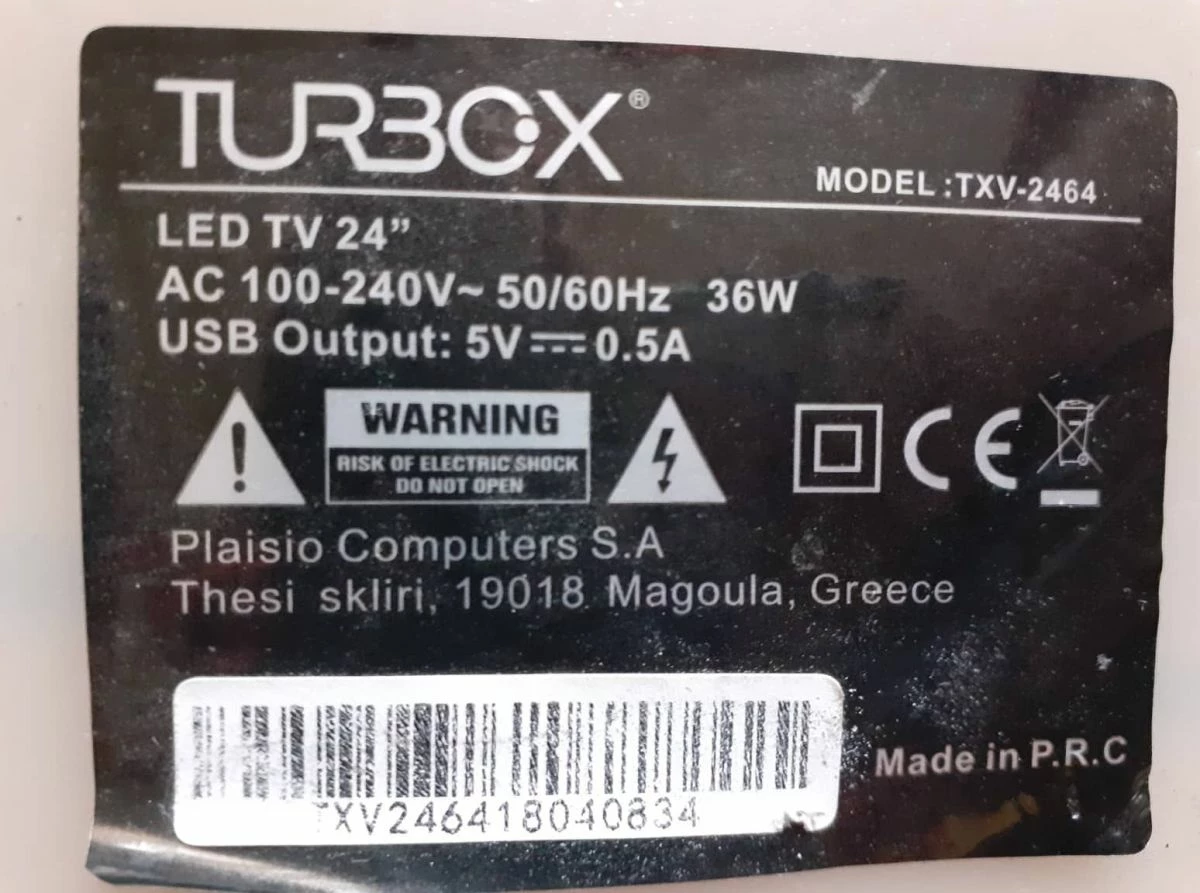 TURBOX®
MODEL :TXV-2464
LED TV 24”
AC 100-240V~ 50/60Hz 36W
USB Output: 5V⎓0.5A
WARNING
RISK OF ELECTRIC SHOCK
DO NOT OPEN
CE
Plaisio Computers S.A
Thesi skliri, 19018 Magoula, Greece
TXV246418040834
Made in P.R.C